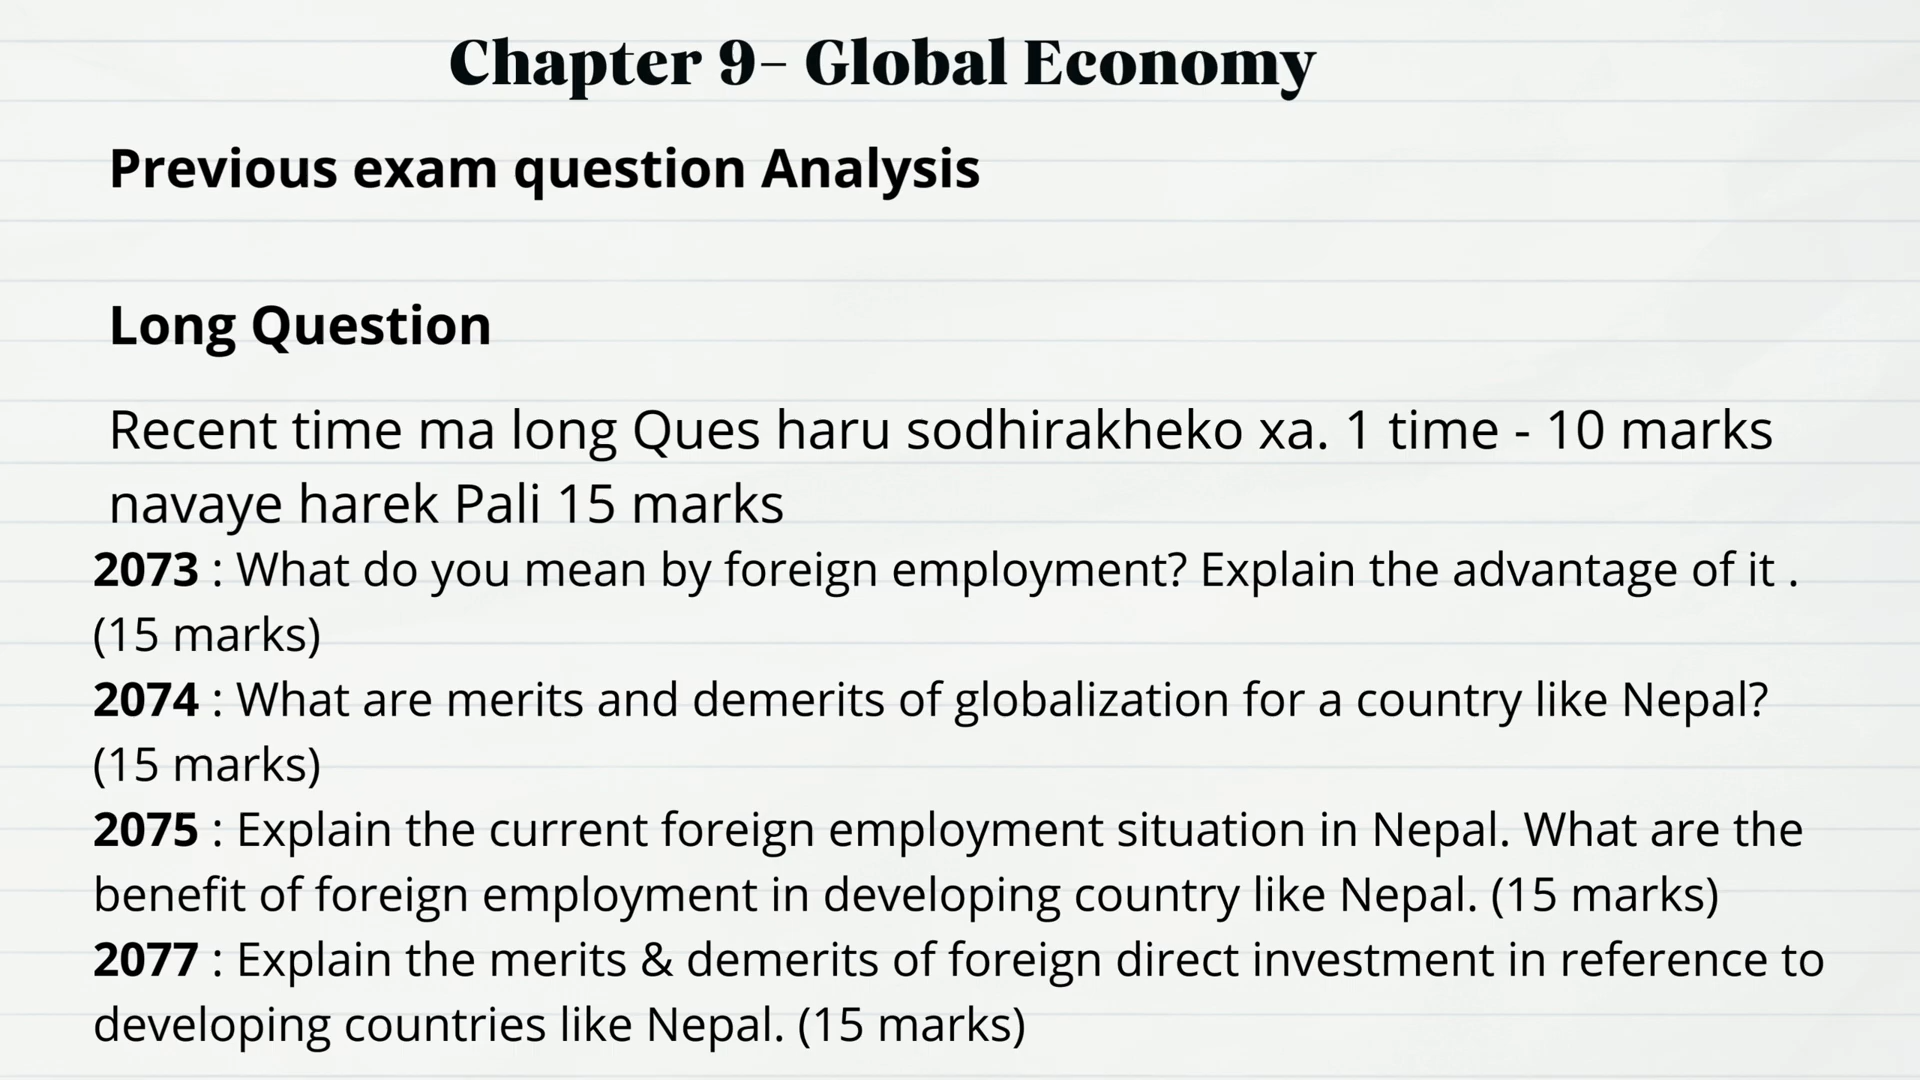 Chapter 9- Global Economy
Previous exam question Analysis
Long Question
Recent time ma long Ques haru sodhirakheko xa. 1 time - 10 marks
navaye harek Pali 15 marks
2073 : What do you mean by foreign employment? Explain the advantage of it .
(15 marks)
2074 : What are merits and demerits of globalization for a country like Nepal?
(15 marks)
2075 : Explain the current foreign employment situation in Nepal. What are the
benefit of foreign employment in developing country like Nepal. (15 marks)
2077 : Explain the merits & demerits of foreign direct investment in reference to
developing countries like Nepal. (15 marks)